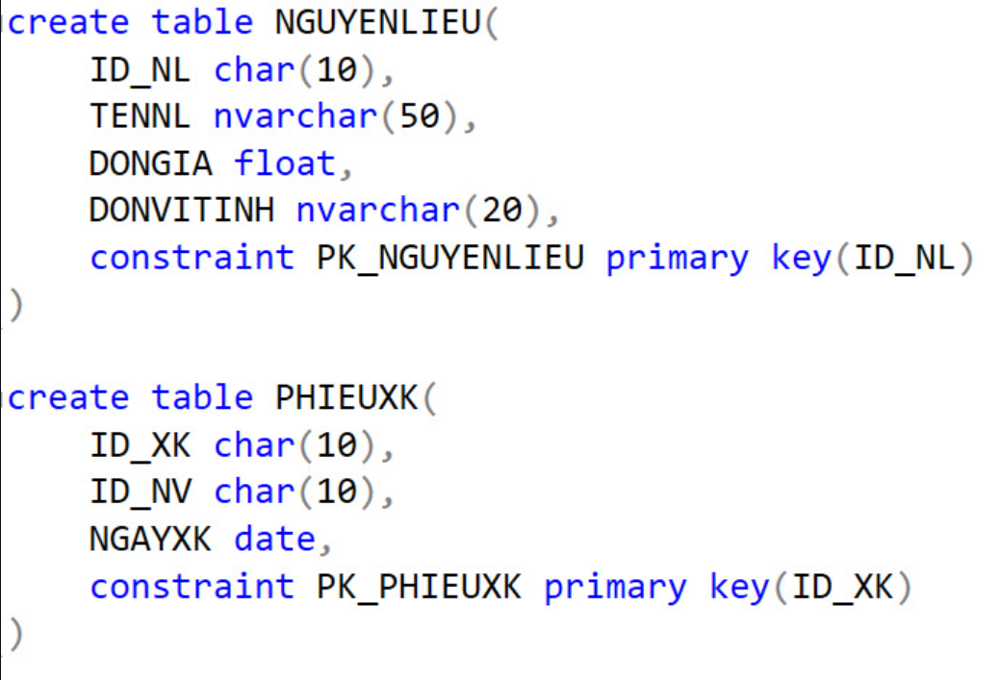 create table NGUYENLIEU(
ID_NL char(10),
TENNL nvarchar(50),
DONGIA float,
DONVITINH nvarchar(20),
constraint PK_NGUYENLIEU primary key(ID_NL)
)
create table PHIEUXK(
ID_XK char(10),
ID_NV char(10),
NGAYXK date,
constraint PK_PHIEUXK primary key(ID_XK)
)